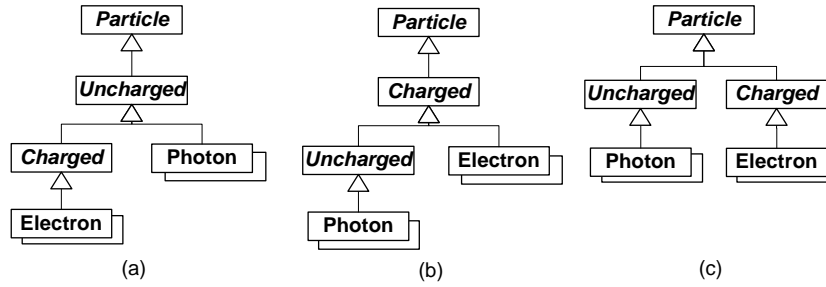 Particle
Uncharged
Charged
Photon
Electron
(a)
Particle
Charged
Uncharged
Electron
Photon
(b)
Particle
Uncharged
Charged
Photon
Electron
(c)